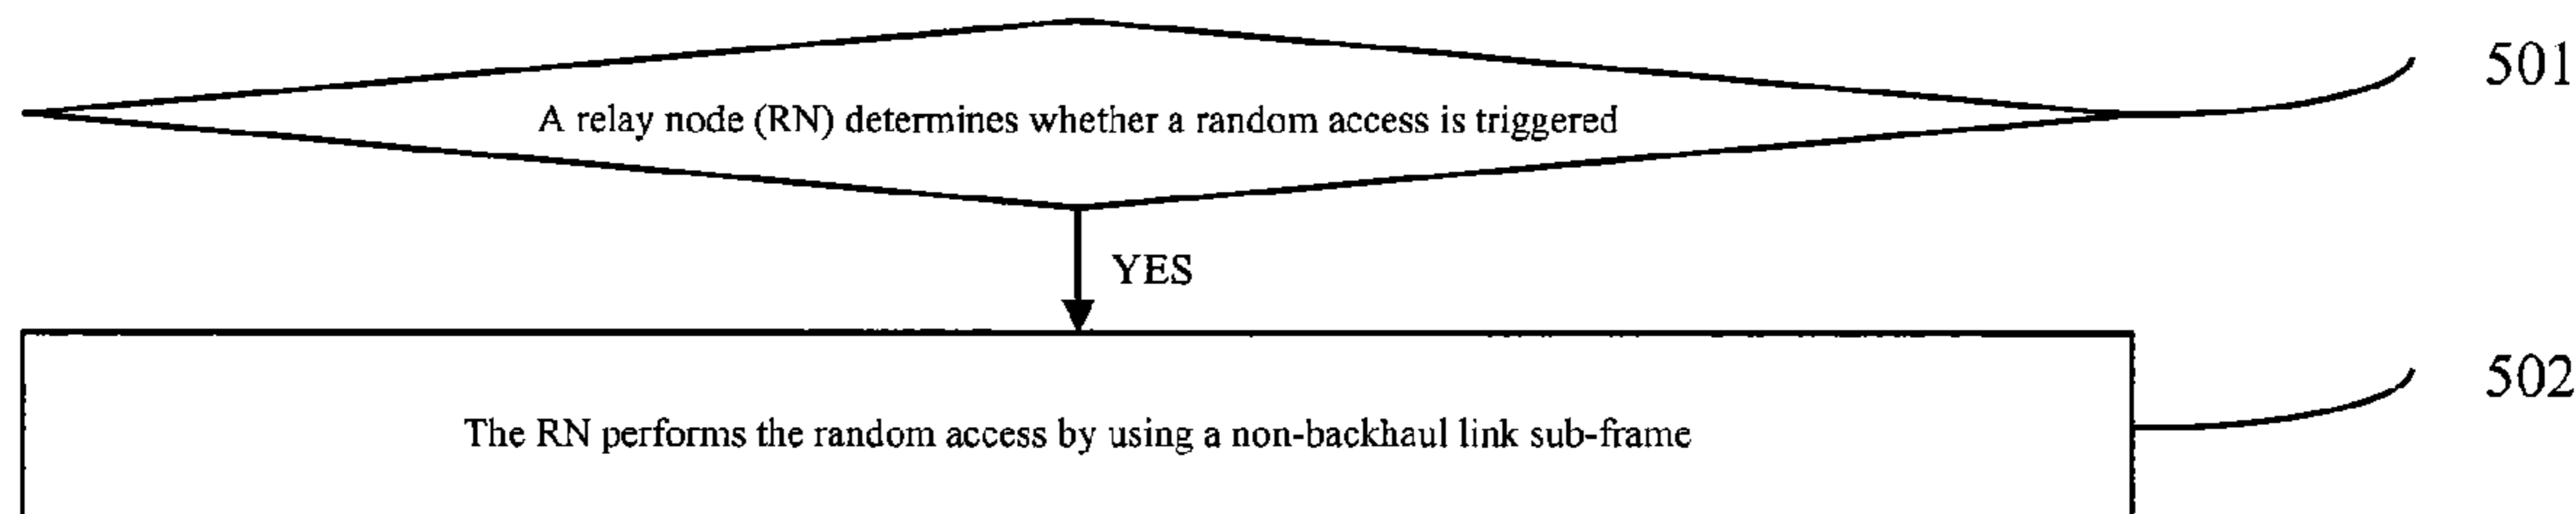 501
A relay node (RN) determines whether a random access is triggered
YES
502
The RN performs the random access by using a non-backhaul link sub-frame